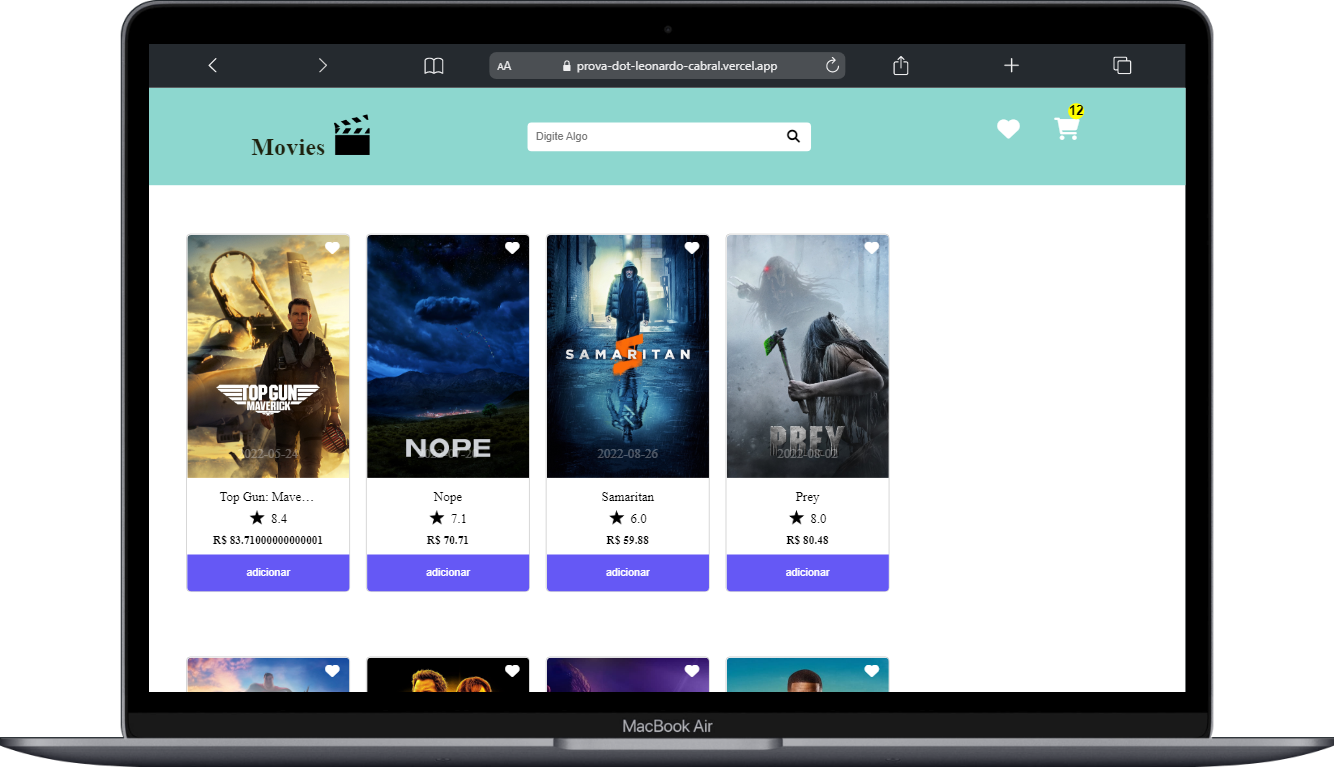 AA prova-dot-leonardo-cabral.vercel.app
12
Movies
Digite Algo
TOP GUN
MAVERICK
2022-05-24
NOPE
SAMARITAN
2022-08-26
PREY
2022-08-02
Top Gun: Mave…
8.4
R$ 83.71000000000001
adicionar
Nope
7.1
R$ 70.71
adicionar
Samaritan
6.0
R$ 59.88
adicionar
Prey
8.0
R$ 80.48
adicionar
MacBook Air